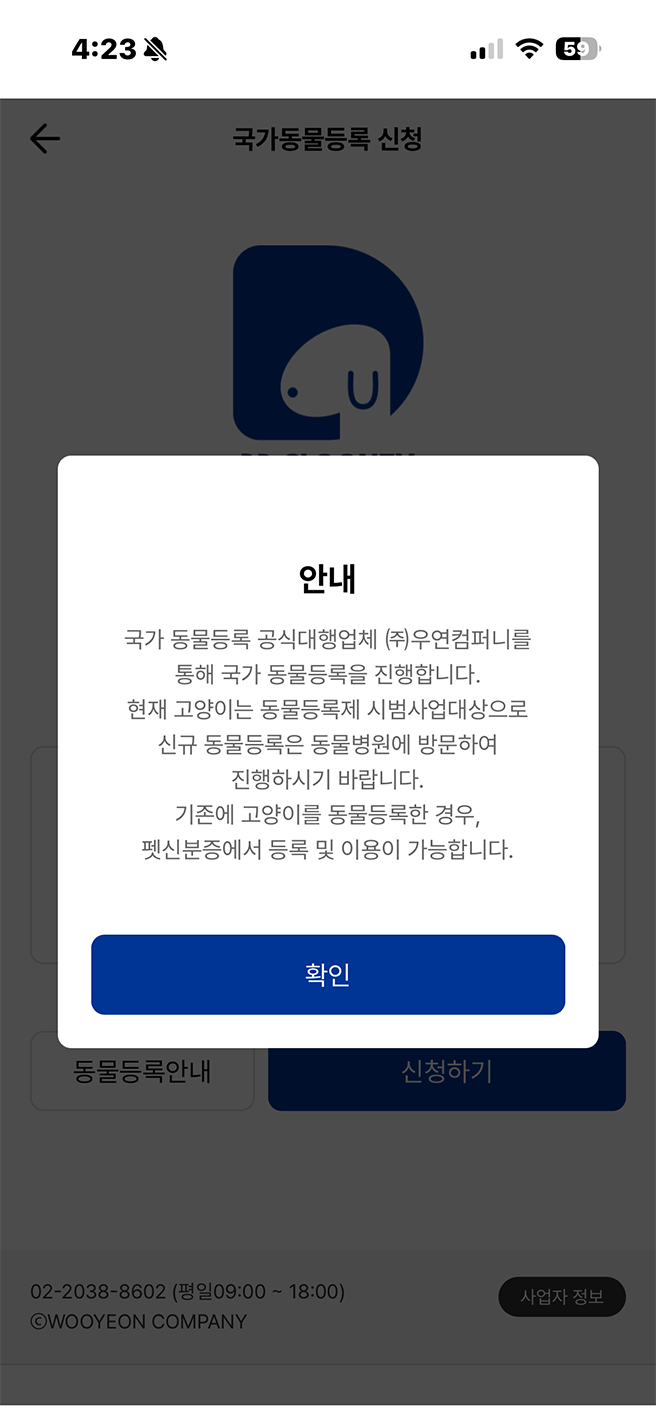 4:23
59
국가동물등록 신청
안내
국가 동물등록 공식대행업체 ㈜우연컴퍼니를
통해 국가 동물등록을 진행합니다.
현재 고양이는 동물등록제 시범사업대상으로
신규 동물등록은 동물병원에 방문하여
진행하시기 바랍니다.
기존에 고양이를 동물등록한 경우,
펫신분증에서 등록 및 이용이 가능합니다.
확인
동물등록안내
신청하기
02-2038-8602 (평일09:00 ~ 18:00)
사업자 정보
ⓒWOOYEON COMPANY